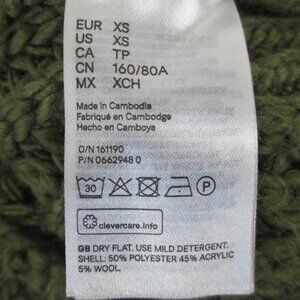 EUR XS
US XS
CA TP
CN 160/80A
MX XCH
Made in Cambodia
Fabriqué en Cambodge
Hecho en Camboya
O/N 161190
P/N 0662948 0
30 P
clevercare.info
GB DRY FLAT. USE MILD DETERGENT.
SHELL: 50% POLYESTER 45% ACRYLIC
5% WOOL.